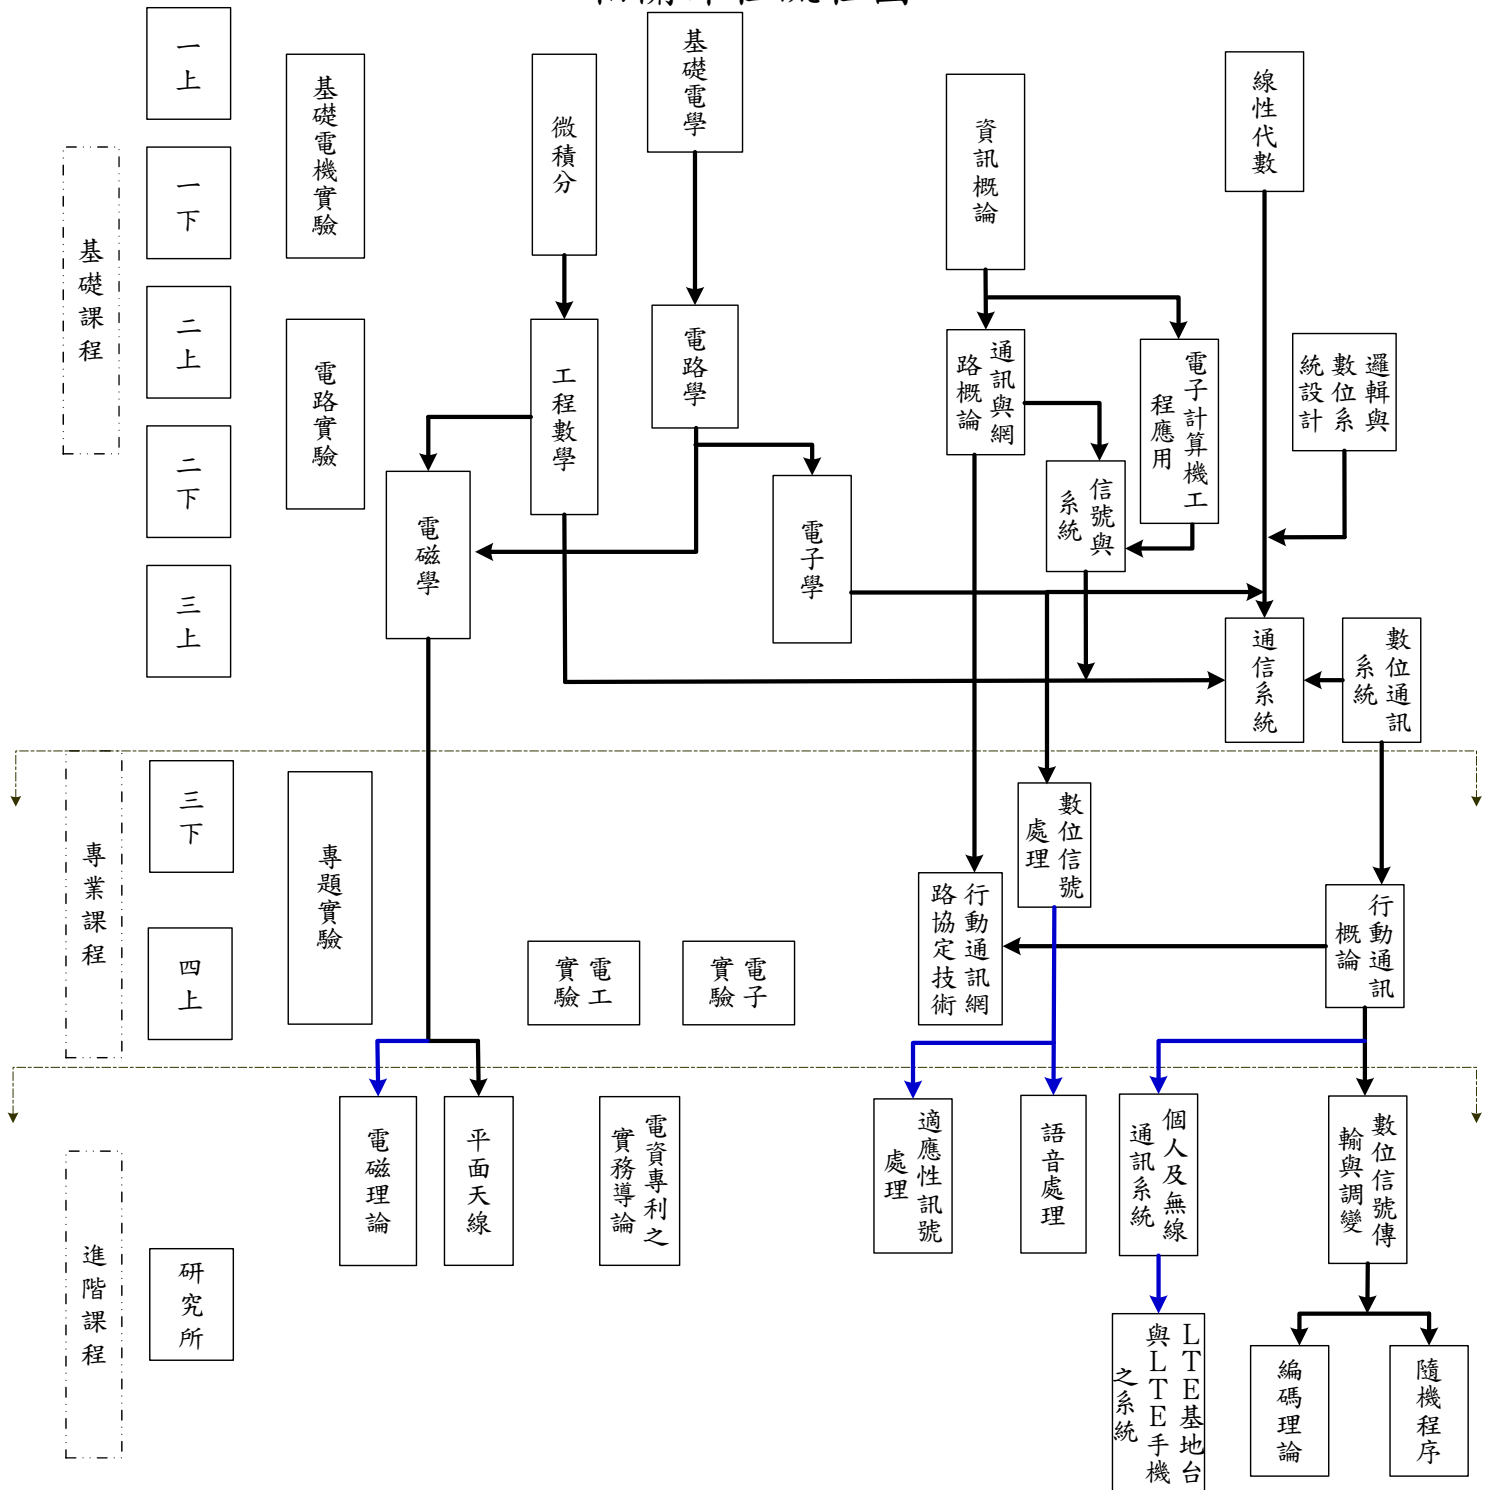 一上
一下
二上
二下
三上
三下
四上
研究所
基礎課程
專業課程
進階課程
基礎電機實驗
電路實驗
專題實驗
微積分
基礎電學
資訊概論
線性代數
工程數學
電路學
通訊與網
路概論
電子計算機工
程應用
邏輯與
數位系
統設計
電磁學
電子學
信號與
系統
通信系統
數位通訊
系統
數位信號
處理
行動通訊網
路協定技術
行動通訊
概論
電工
實驗
電子
實驗
電磁理論
平面天線
電資專利之
實務導論
適應性訊號
處理
語音處理
個人及無線
通訊系統
數位信號傳
輸與調變
LTE基地台
與LTE手機
之系統
編碼理論
隨機程序